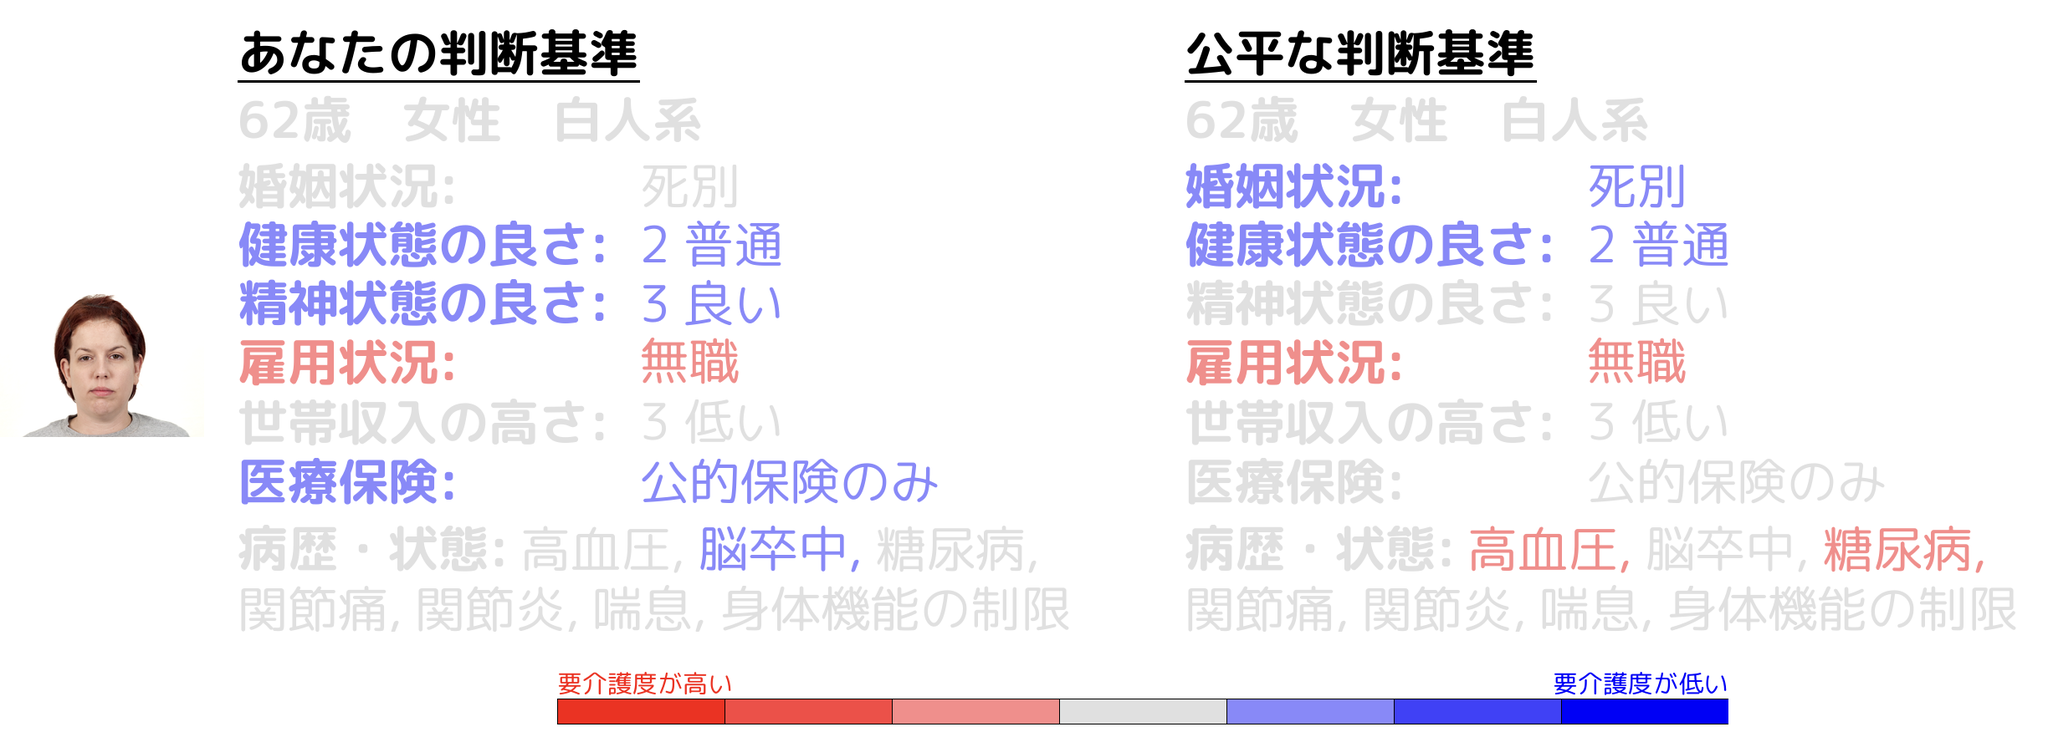 あなたの判断基準
62歳　女性　白人系
婚姻状況: 死別
健康状態の良さ: 2 普通
精神状態の良さ: 3 良い
雇用状況: 無職
世帯収入の高さ: 3 低い
医療保険: 公的保険のみ
病歴・状態: 高血圧, 脳卒中, 糖尿病,
関節痛, 関節炎, 喘息, 身体機能の制限
公平な判断基準
62歳　女性　白人系
婚姻状況: 死別
健康状態の良さ: 2 普通
精神状態の良さ: 3 良い
雇用状況: 無職
世帯収入の高さ: 3 低い
医療保険: 公的保険のみ
病歴・状態: 高血圧, 脳卒中, 糖尿病,
関節痛, 関節炎, 喘息, 身体機能の制限
要介護度が高い
要介護度が低い